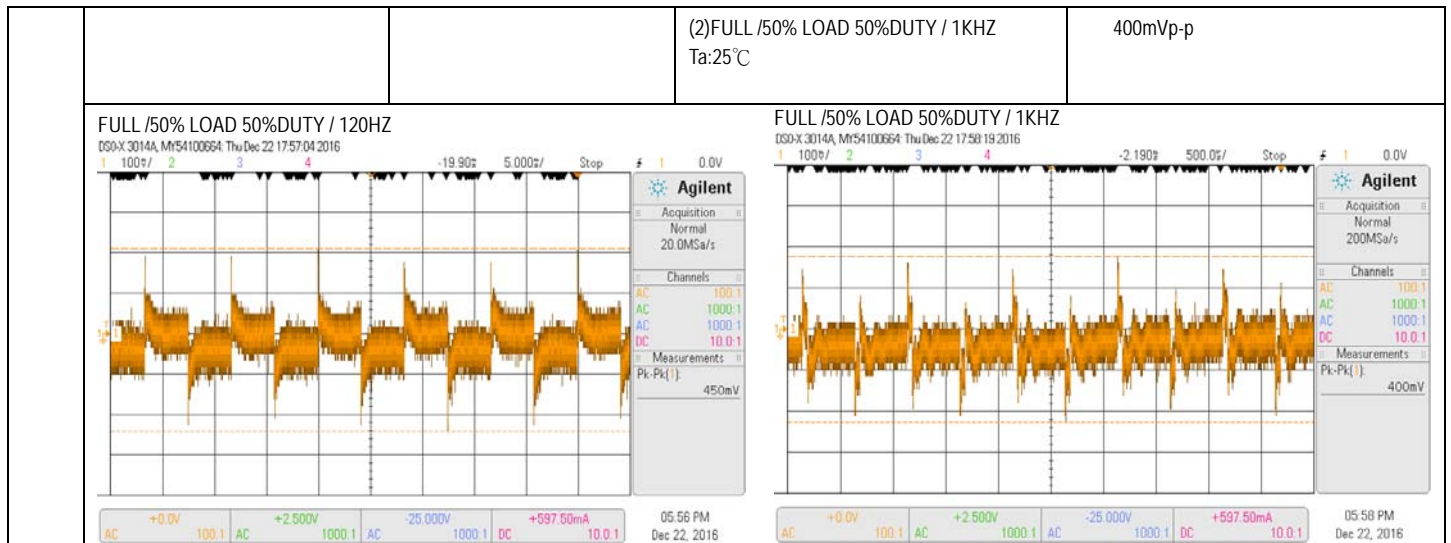 (2)FULL /50% LOAD 50%DUTY / 1KHZ
Ta:25℃
400mVp-p
FULL /50% LOAD 50%DUTY / 120HZ
DSO-X 3014A, MY54100664: Thu Dec 22 17:57:04 2016
1 100▽/ 2 3 4 -19.90▽ 5.000▽/ Stop 1 0.0V
Agilent
Acquisition
Normal
20.0MSa/s
Channels
AC 100:1
AC 1000:1
AC 1000:1
DC 10.0:1
Measurements
Pk-Pk(1):
450mV
+0.0V
AC 100:1
+2.500V
AC 1000:1
-25.000V
AC 1000:1
+597.50mA
DC 10.0:1
05:56 PM
Dec 22, 2016
FULL /50% LOAD 50%DUTY / 1KHZ
DSO-X 3014A, MY54100664: Thu Dec 22 17:58:19 2016
1 100▽/ 2 3 4 -2.190▽ 500.0▽/ Stop 1 0.0V
Agilent
Acquisition
Normal
200MSa/s
Channels
AC 100:1
AC 1000:1
AC 1000:1
DC 10.0:1
Measurements
Pk-Pk(1):
400mV
+0.0V
AC 100:1
+2.500V
AC 1000:1
-25.000V
AC 1000:1
+597.50mA
DC 10.0:1
05:58 PM
Dec 22, 2016